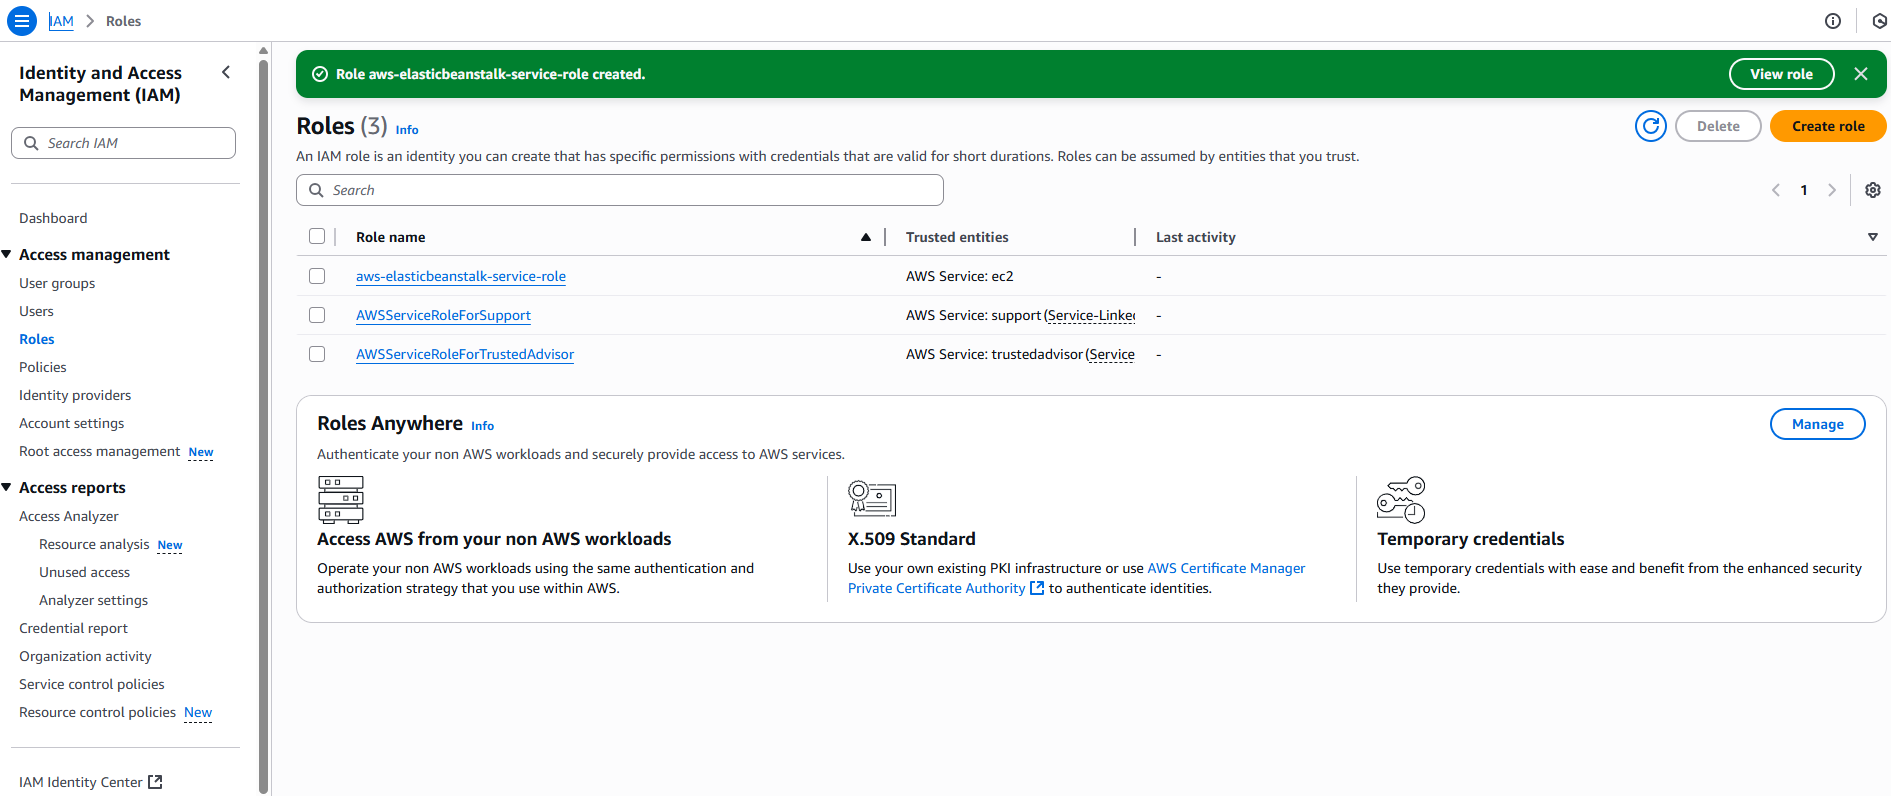 IAM > Roles
Identity and Access
Management (IAM)
Search IAM
Dashboard
Access management
User groups
Users
Roles
Policies
Identity providers
Account settings
Root access management New
Access reports
Access Analyzer
Resource analysis New
Unused access
Analyzer settings
Credential report
Organization activity
Service control policies
Resource control policies New
IAM Identity Center
Role aws-elasticbeanstalk-service-role created.
View role
Roles (3) Info
Delete
Create role
An IAM role is an identity you can create that has specific permissions with credentials that are valid for short durations. Roles can be assumed by entities that you trust.
Search
1
Role name Trusted entities Last activity
aws-elasticbeanstalk-service-role AWS Service: ec2 -
AWSServiceRoleForSupport AWS Service: support (Service-Linked -
AWSServiceRoleForTrustedAdvisor AWS Service: trustedadvisor (Service -
Roles Anywhere Info
Manage
Authenticate your non AWS workloads and securely provide access to AWS services.
Access AWS from your non AWS workloads
Operate your non AWS workloads using the same authentication and
authorization strategy that you use within AWS.
X.509 Standard
Use your own existing PKI infrastructure or use AWS Certificate Manager
Private Certificate Authority to authenticate identities.
Temporary credentials
Use temporary credentials with ease and benefit from the enhanced security
they provide.